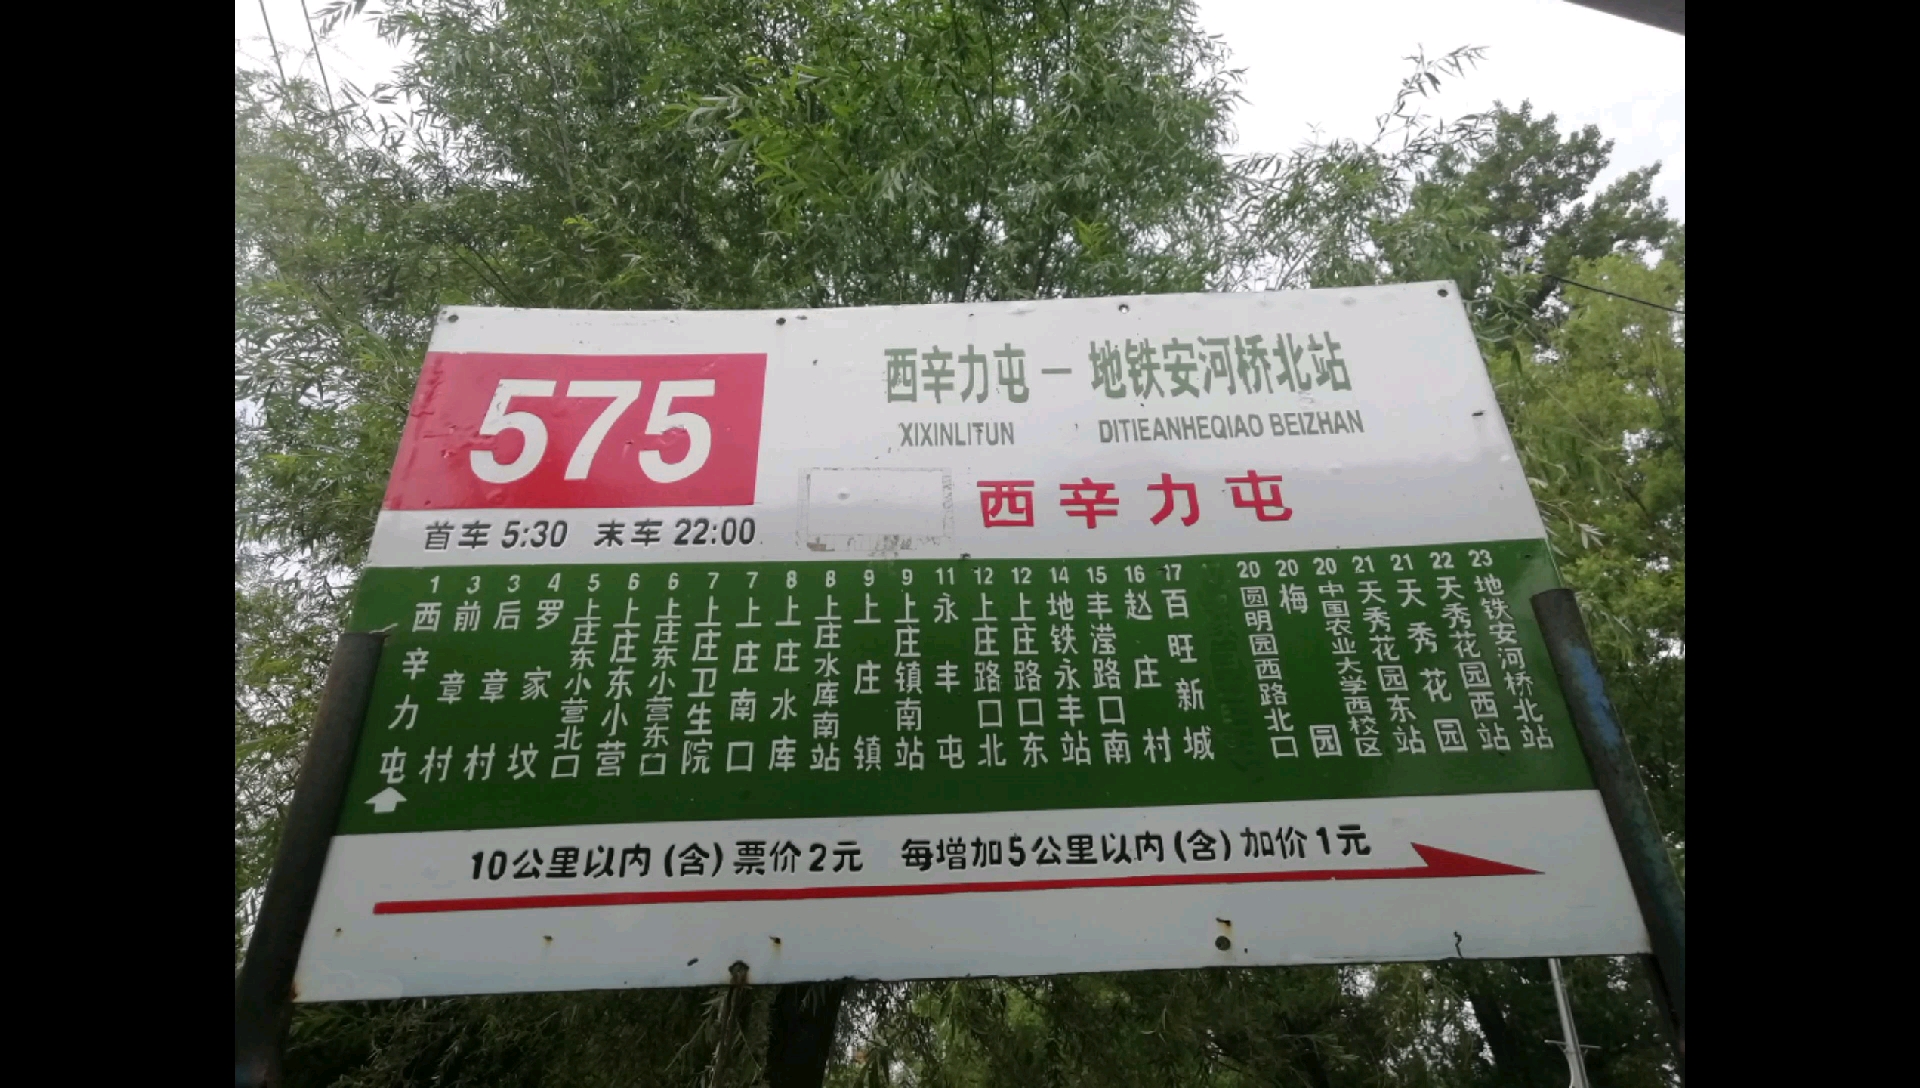 575
西辛力屯 — 地铁安河桥北站
XIXINLITUN DITIEANHEQIAO BEIZHAN
西辛力屯
首车 5:30 末车 22:00
1 西辛力屯
3 前章村
3 后章村
4 罗家坟
5 上庄东小营北口
6 上庄东小营
6 上庄东小营东口
7 上庄卫生院
7 上庄南口
8 上庄水库
8 上庄水库南站
9 上庄镇
9 上庄镇南站
11 永丰屯
12 上庄路口北
12 上庄路口东
14 地铁永丰站
15 丰滢路口南
16 赵庄村
17 百旺新城
20 圆明园西路北口
20 梅园
20 中国农业大学西校区
21 天秀花园东站
21 天秀花园
22 天秀花园西站
23 地铁安河桥北站
10公里以内(含)票价2元 每增加5公里以内(含)加价1元